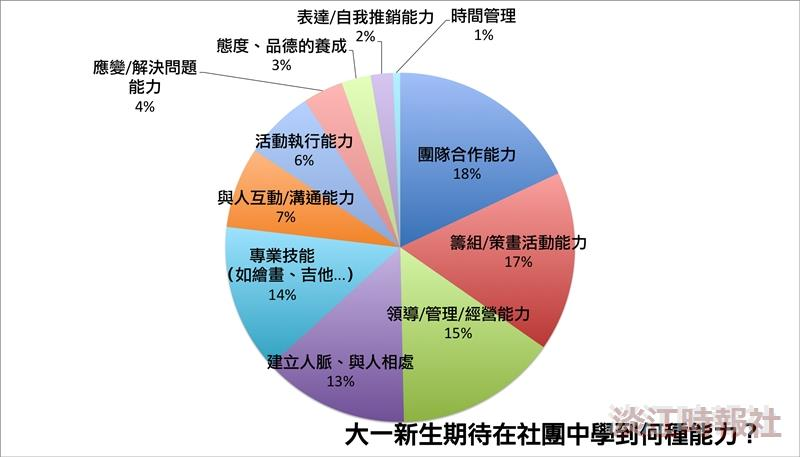 表達/自我推銷能力
2%
時間管理
1%
態度、品德的養成
3%
應變/解決問題
能力
4%
活動執行能力
6%
團隊合作能力
18%
與人互動/溝通能力
7%
籌組/策畫活動能力
17%
專業技能
（如繪畫、吉他...）
14%
領導/管理/經營能力
15%
建立人脈、與人相處
13%
淡江時報社
大一新生期待在社團中學到何種能力？